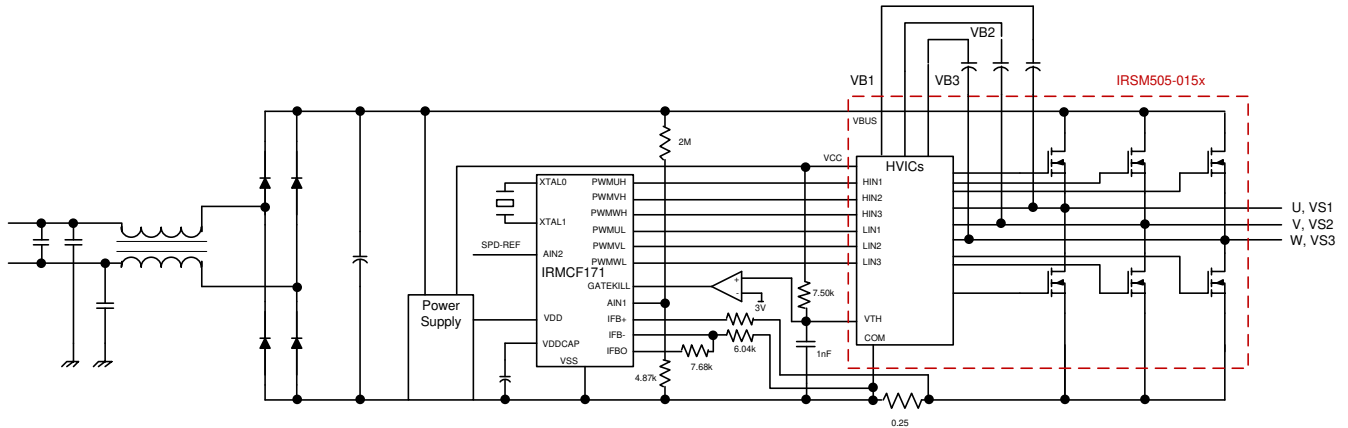 VB2
VB1
VB3
IRSM505-015x
VBUS
2M
VCC
HVICs
XTAL0
PWMUH
HIN1
PWMVH
HIN2
PWMWH
HIN3
U, VS1
XTAL1
PWMUL
LIN1
V, VS2
SPD-REF
AIN2
PWMVL
LIN2
W, VS3
PWMWL
LIN3
IRMCF171
GATEKILL
+
-
3V
7.50k
Power
Supply
AIN1
VDD
IFB+
VTH
IFB-
COM
VDDCAP
IFBO
6.04k
1nF
VSS
7.68k
4.87k
0.25